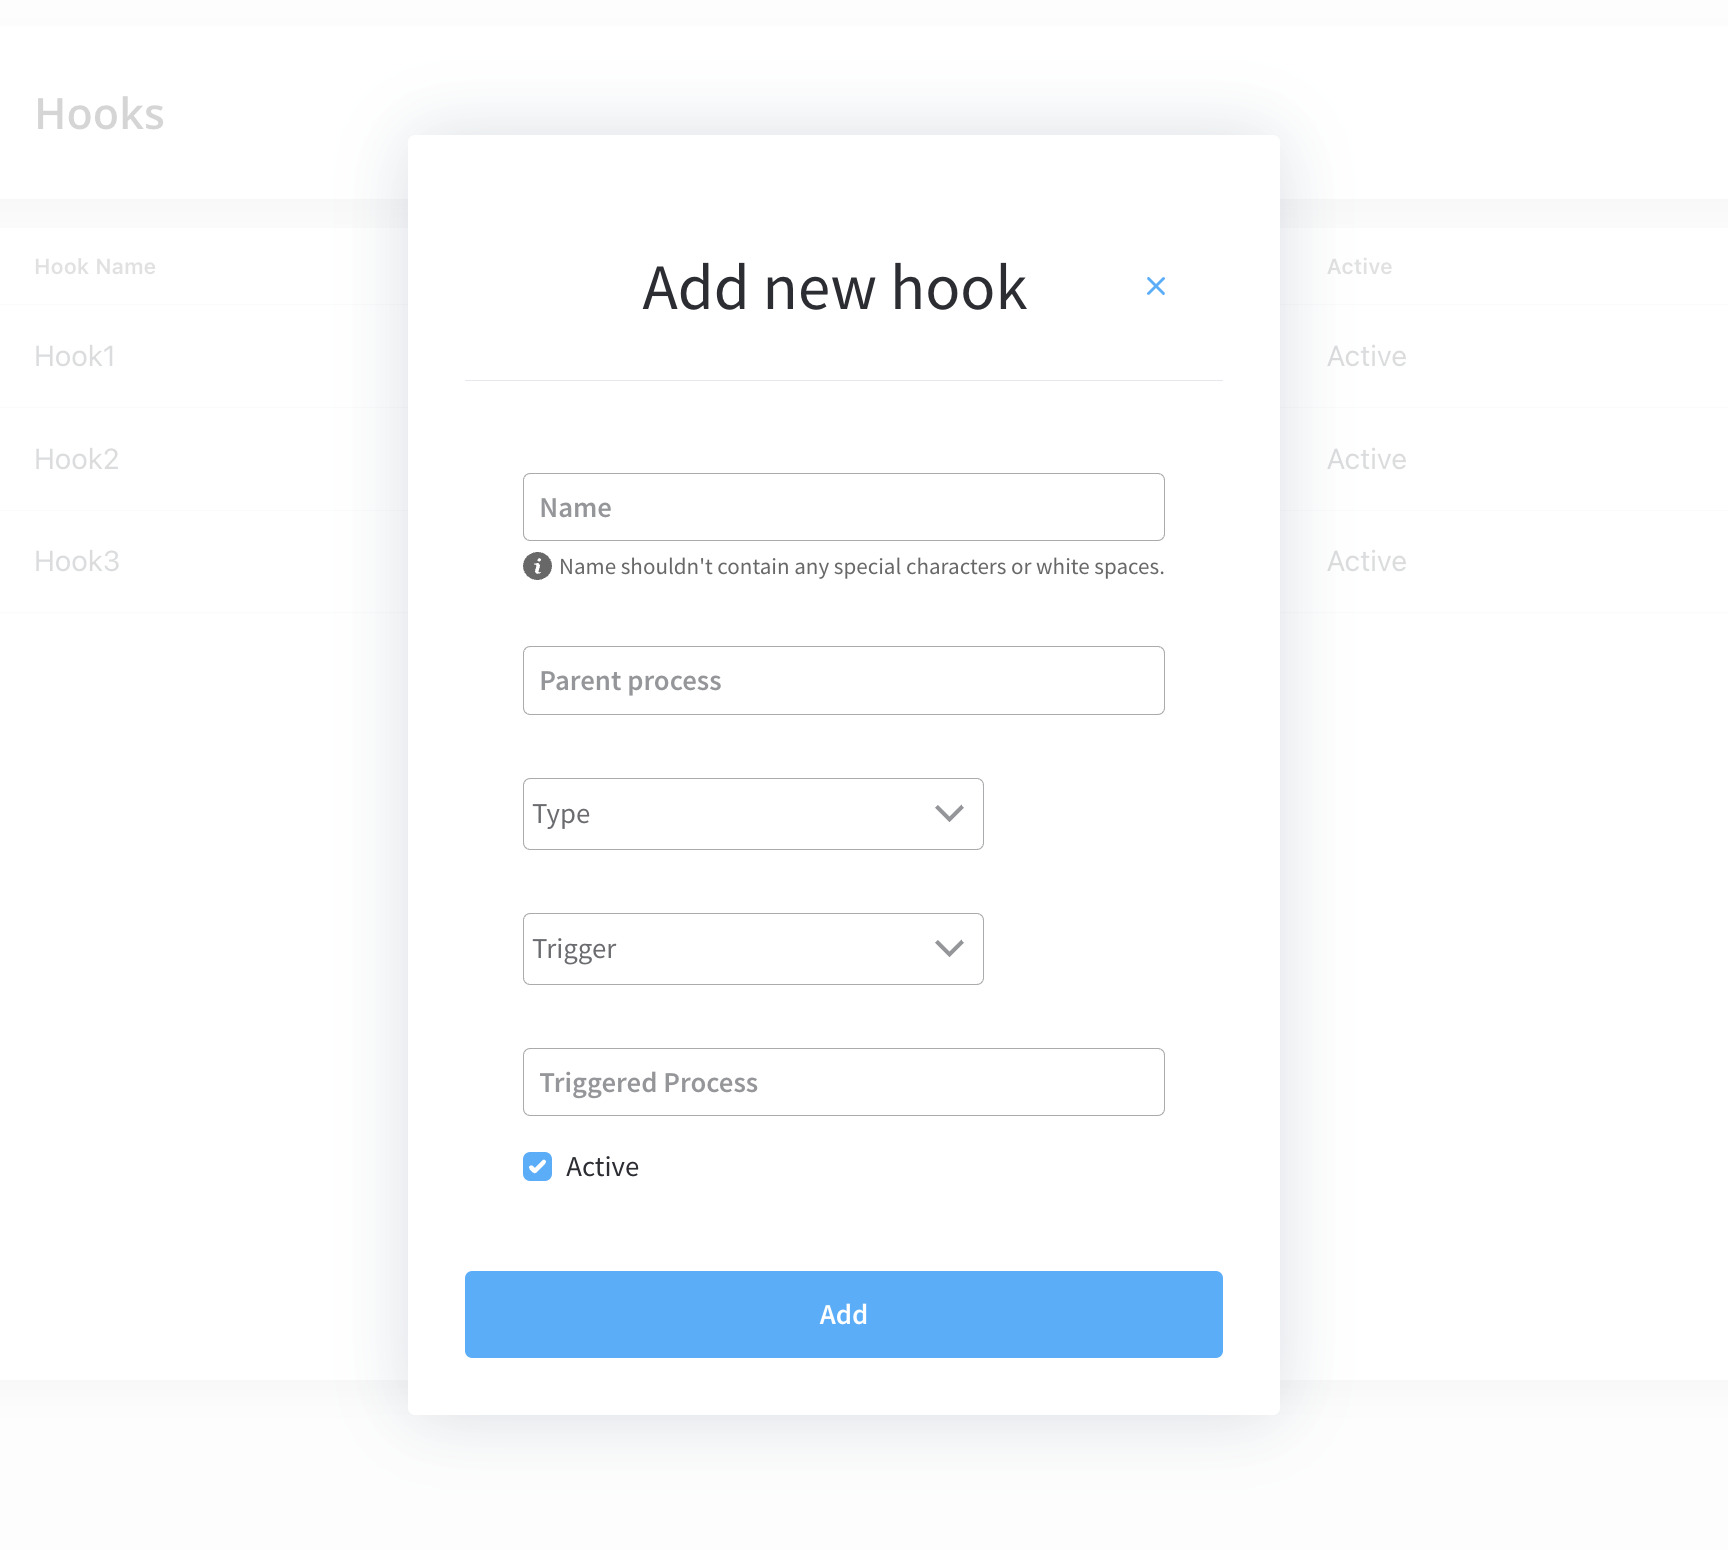 Hooks
Add new hook
Hook Name
Active
Hook1
Active
Hook2
Active
Hook3
Active
Name
Name shouldn't contain any special characters or white spaces.
Parent process
Type
Trigger
Triggered Process
Active
Add